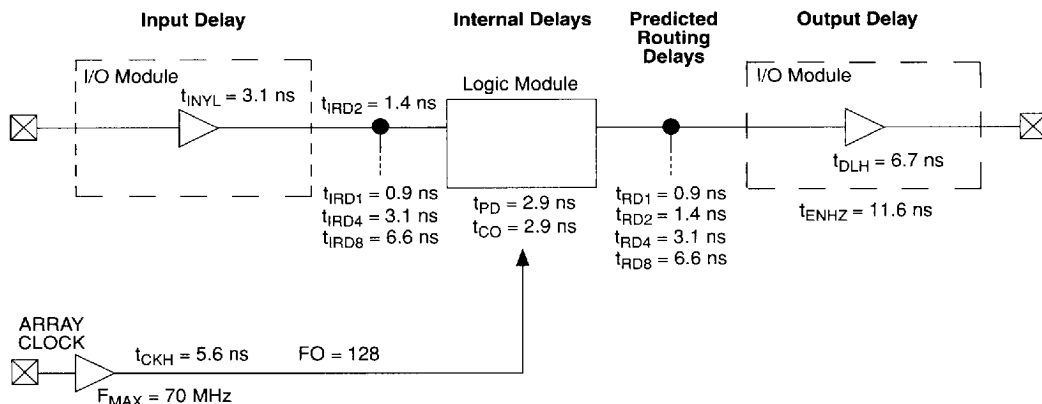 Input Delay
Internal Delays
Predicted
Routing
Delays
Output Delay
I/O Module
tINYL = 3.1 ns
tIRD2 = 1.4 ns
Logic Module
I/O Module
tIRD1 = 0.9 ns
tIRD4 = 3.1 ns
tIRD8 = 6.6 ns
tPD = 2.9 ns
tCO = 2.9 ns
tRD1 = 0.9 ns
tRD2 = 1.4 ns
tRD4 = 3.1 ns
tRD8 = 6.6 ns
tDLH = 6.7 ns
tENHZ = 11.6 ns
ARRAY
CLOCK
tCKH = 5.6 ns
FO = 128
FMAX = 70 MHz